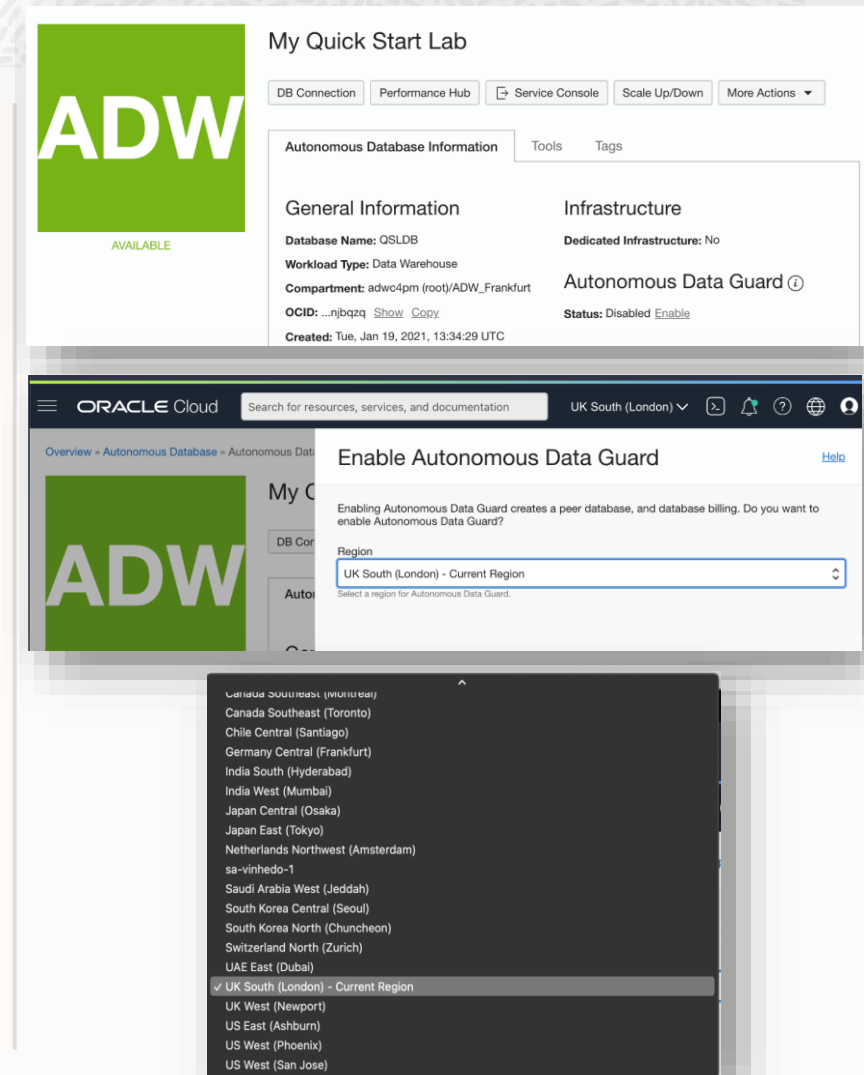 My Quick Start Lab
ADW
AVAILABLE
DB Connection Performance Hub Service Console Scale Up/Down More Actions
Autonomous Database Information Tools Tags
General Information
Database Name: QSLDB
Workload Type: Data Warehouse
Compartment: adwc4pm (root)/ADW_Frankfurt
OCID: ...njbqzq Show Copy
Created: Tue, Jan 19, 2021, 13:34:29 UTC
Infrastructure
Dedicated Infrastructure: No
Autonomous Data Guard
Status: Disabled Enable
ORACLE Cloud Search for resources, services, and documentation UK South (London)
Overview » Autonomous Database » Autonomous Data
ADW
My
DB Con
Auto
Enable Autonomous Data Guard Help
Enabling Autonomous Data Guard creates a peer database, and database billing. Do you want to
enable Autonomous Data Guard?
Region
UK South (London) - Current Region
Select a region for Autonomous Data Guard.
Canada Southeast (Montreal)
Canada Southeast (Toronto)
Chile Central (Santiago)
Germany Central (Frankfurt)
India South (Hyderabad)
India West (Mumbai)
Japan Central (Osaka)
Japan East (Tokyo)
Netherlands Northwest (Amsterdam)
sa-vinhedo-1
Saudi Arabia West (Jeddah)
South Korea Central (Seoul)
South Korea North (Chuncheon)
Switzerland North (Zurich)
UAE East (Dubai)
✓ UK South (London) - Current Region
UK West (Newport)
US East (Ashburn)
US West (Phoenix)
US West (San Jose)